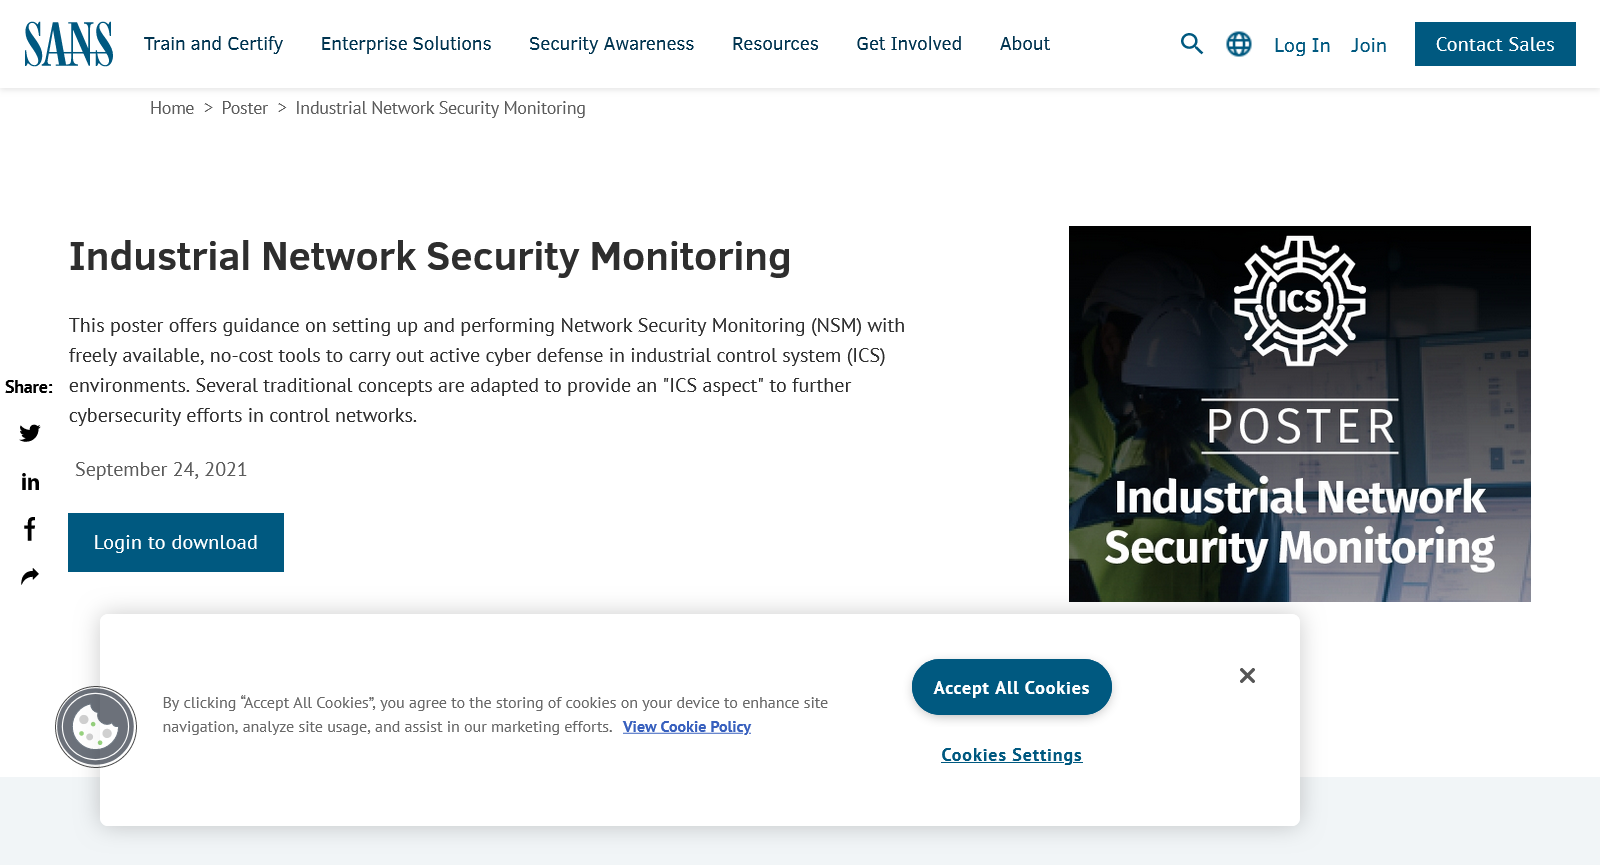 SANS
Train and Certify
Enterprise Solutions
Security Awareness
Resources
Get Involved
About
Log In
Join
Contact Sales
Home > Poster > Industrial Network Security Monitoring
Industrial Network Security Monitoring
This poster offers guidance on setting up and performing Network Security Monitoring (NSM) with
freely available, no-cost tools to carry out active cyber defense in industrial control system (ICS)
environments. Several traditional concepts are adapted to provide an "ICS aspect" to further
cybersecurity efforts in control networks.
September 24, 2021
Login to download
Share:
ICS
POSTER
Industrial Network
Security Monitoring
By clicking “Accept All Cookies”, you agree to the storing of cookies on your device to enhance site
navigation, analyze site usage, and assist in our marketing efforts. View Cookie Policy
Accept All Cookies
Cookies Settings